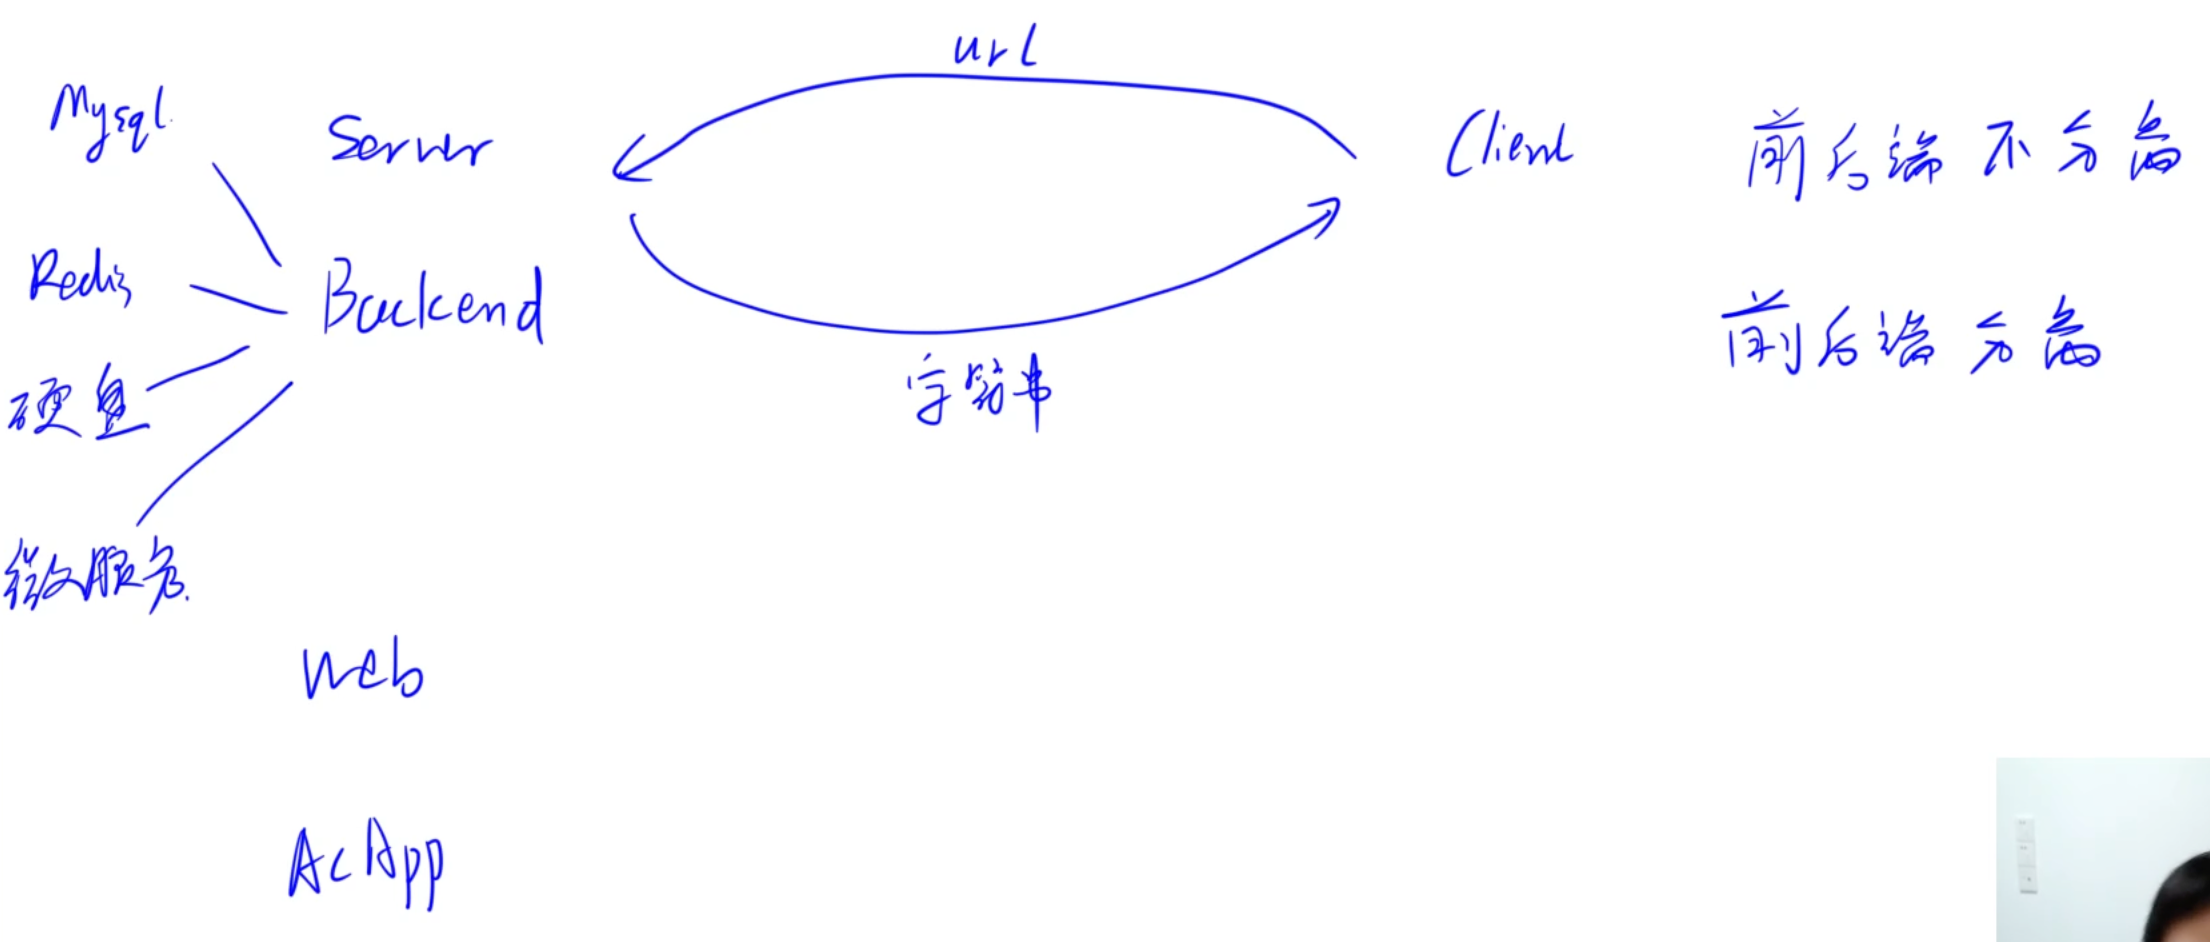 url
Mysql
Server
Client
前后端不分离
Redis
Backend
前后端分离
硬盘
字符串
微服务
Web
AcApp